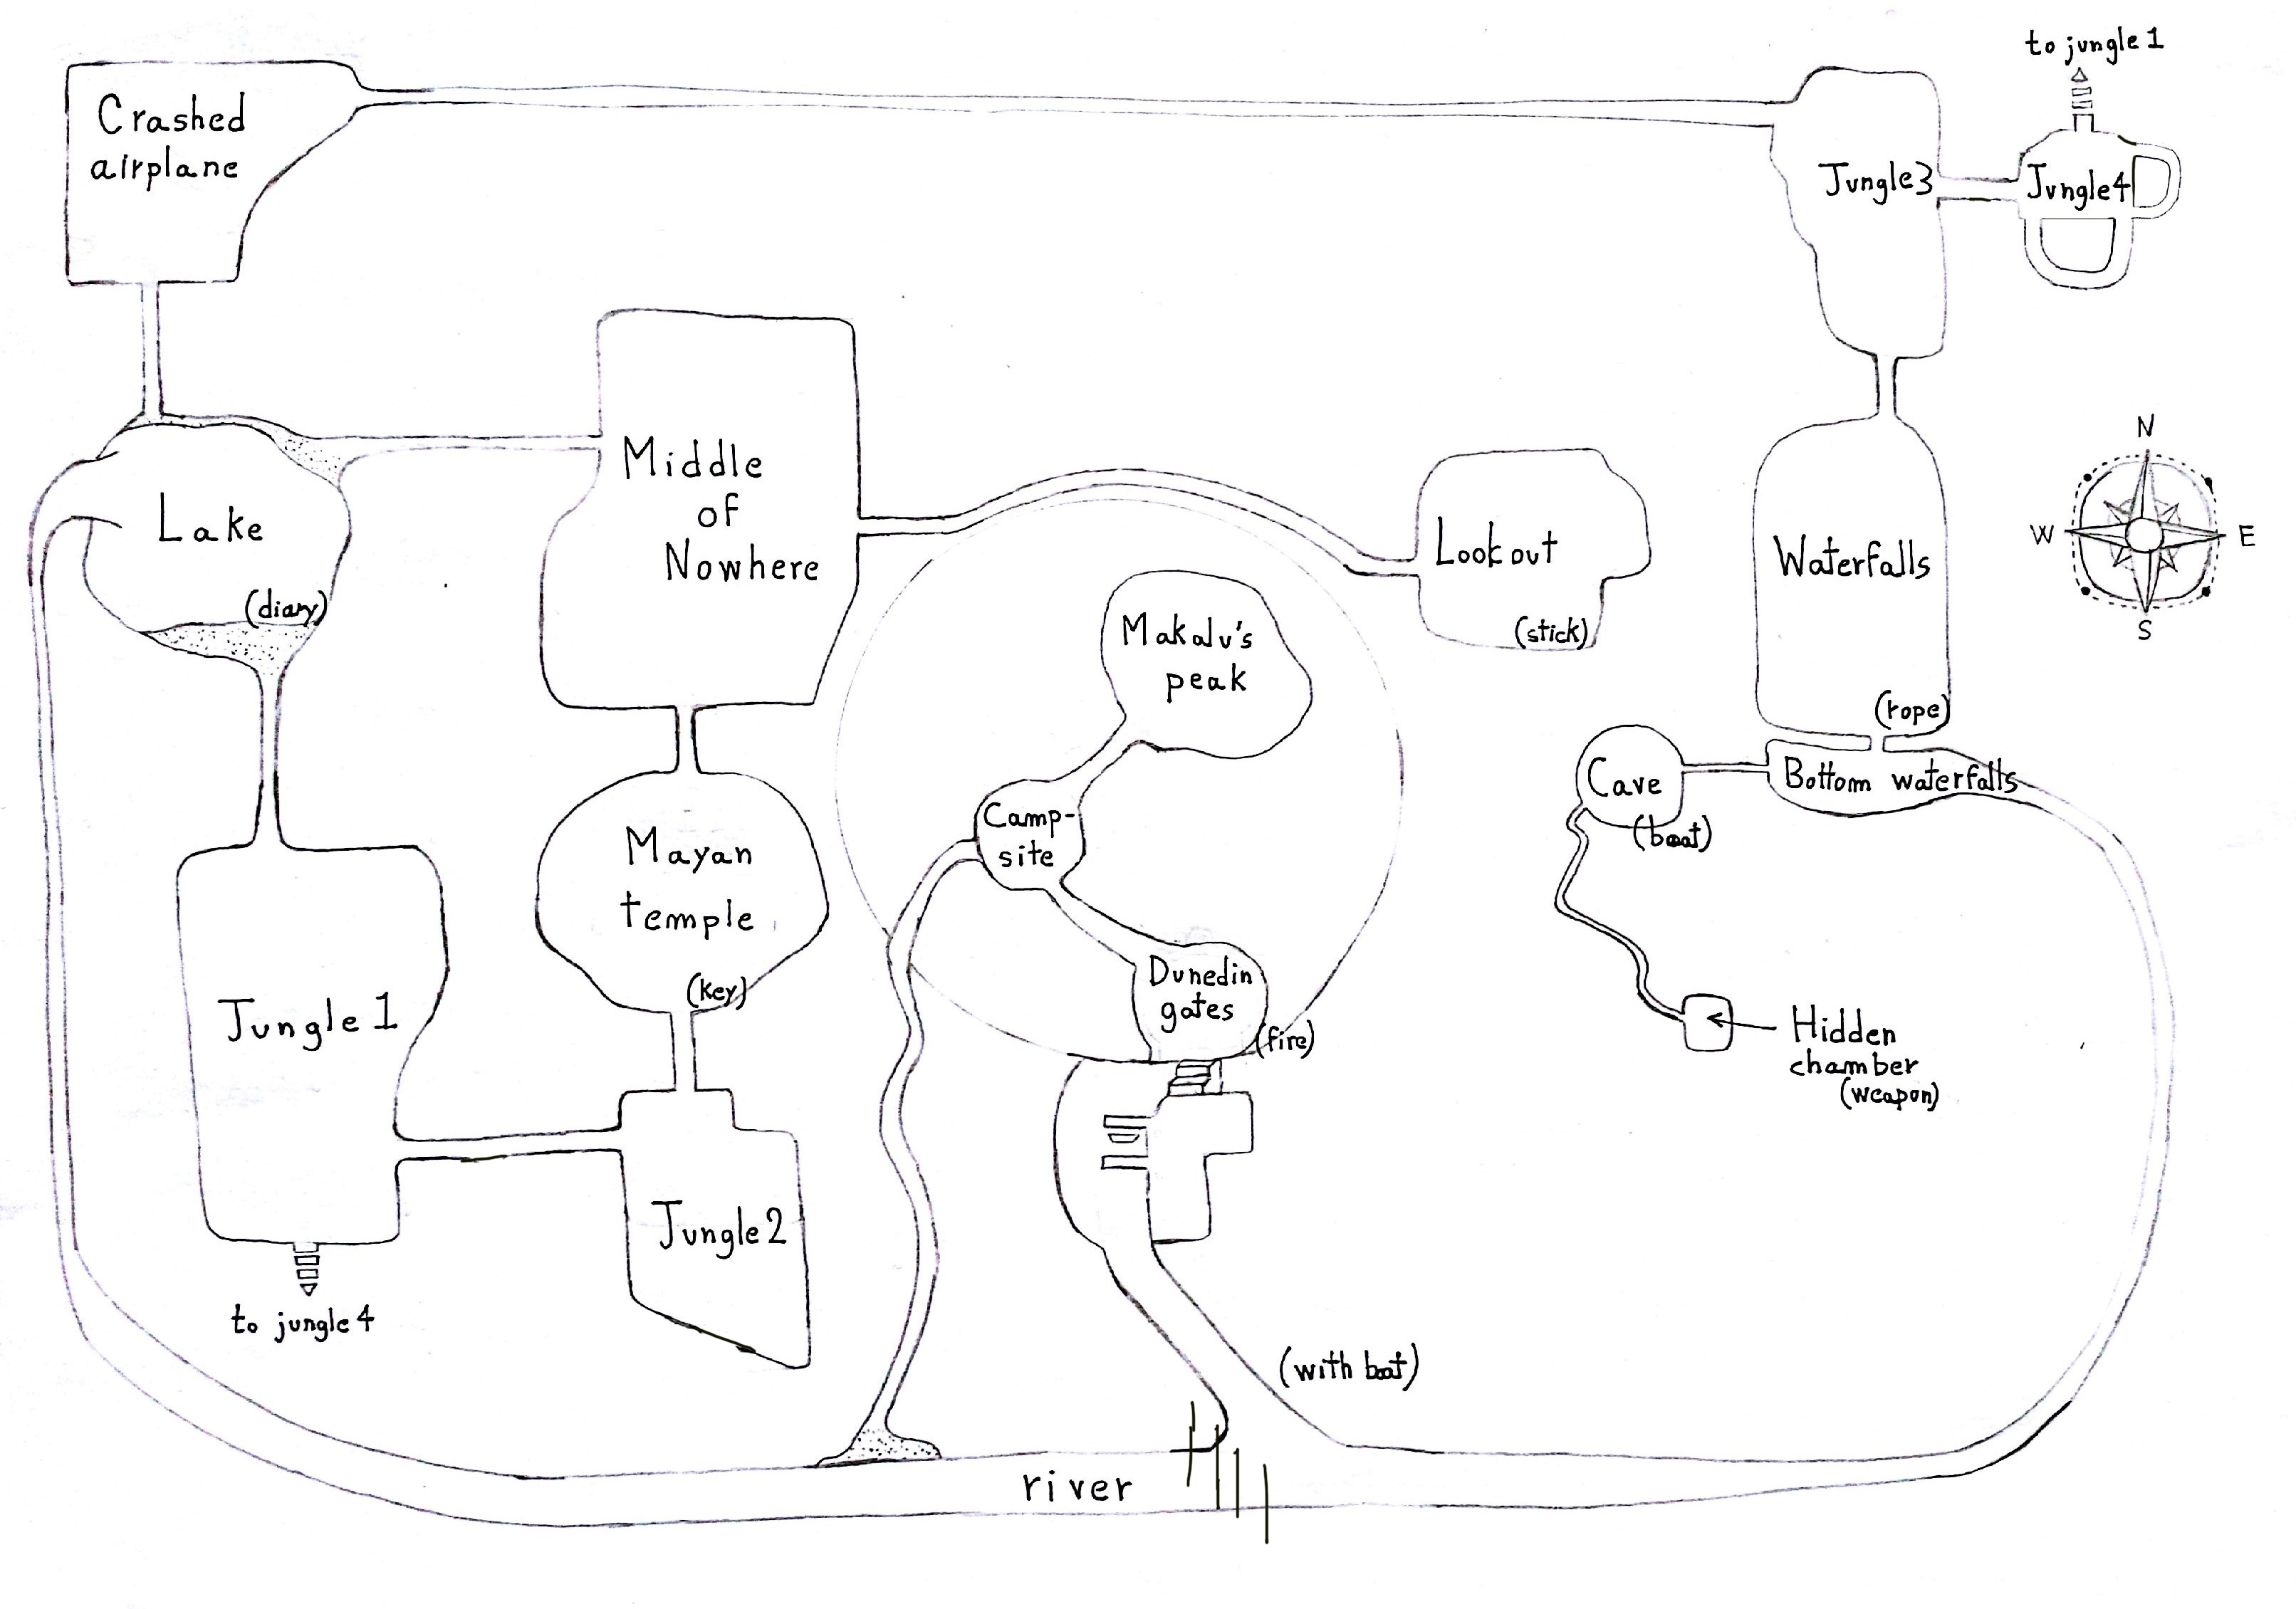 to jungle 1
Crashed
airplane
Jungle3
Jungle4
Middle
of
Nowhere
Lake
(diary)
Lookout
(stick)
Waterfalls
(rope)
N
W
E
S
Makalu's
peak
Cave
(boat)
Bottom waterfalls
Camp-
site
Mayan
temple
(key)
Dunedin
gates
(fire)
Jungle 1
Hidden
chamber
(weapon)
Jungle2
to jungle 4
(with boat)
river